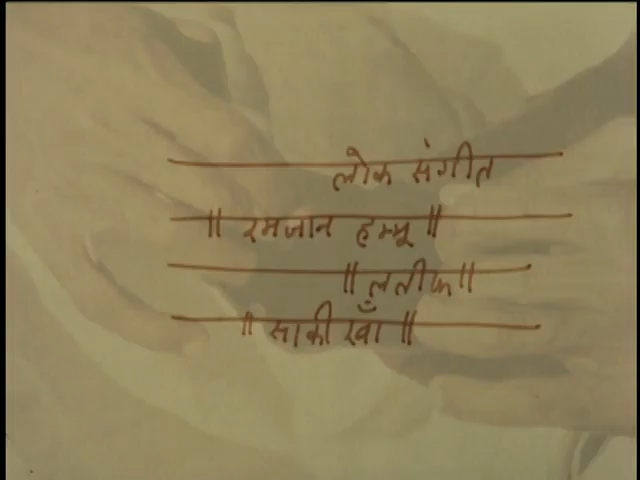 लोक संगीत
॥ रमजान हम्मू ॥
॥ लतीफ ॥
॥ साकी खाँ ॥